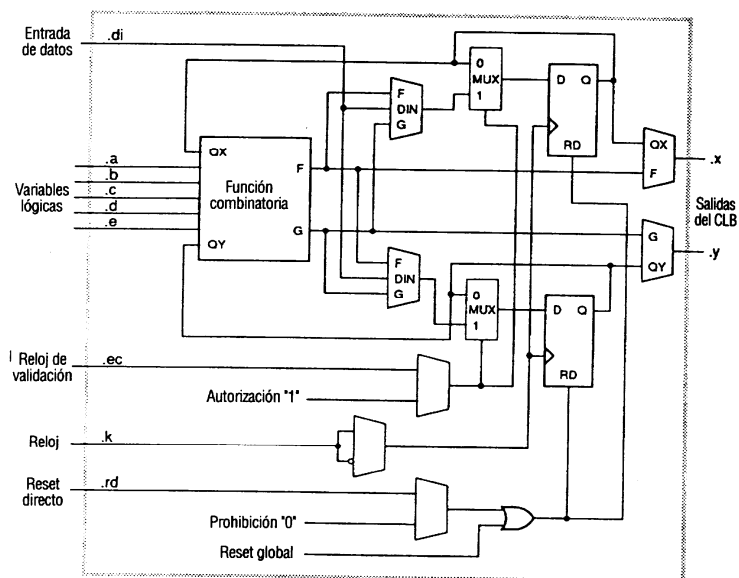 Entrada
de datos
.di
0
MUX
1
F
DIN
G
D Q
RD
QX
F
.x
QX
Función
combinatoria
F
G
QY
Variables
lógicas
.a
.b
.c
.d
.e
Salidas
del CLB
G
QY
.y
F
DIN
G
0
MUX
1
D Q
RD
Reloj de
validación
.ec
Autorización "1"
Reloj
.k
Reset
directo
.rd
Prohibición "0"
Reset global